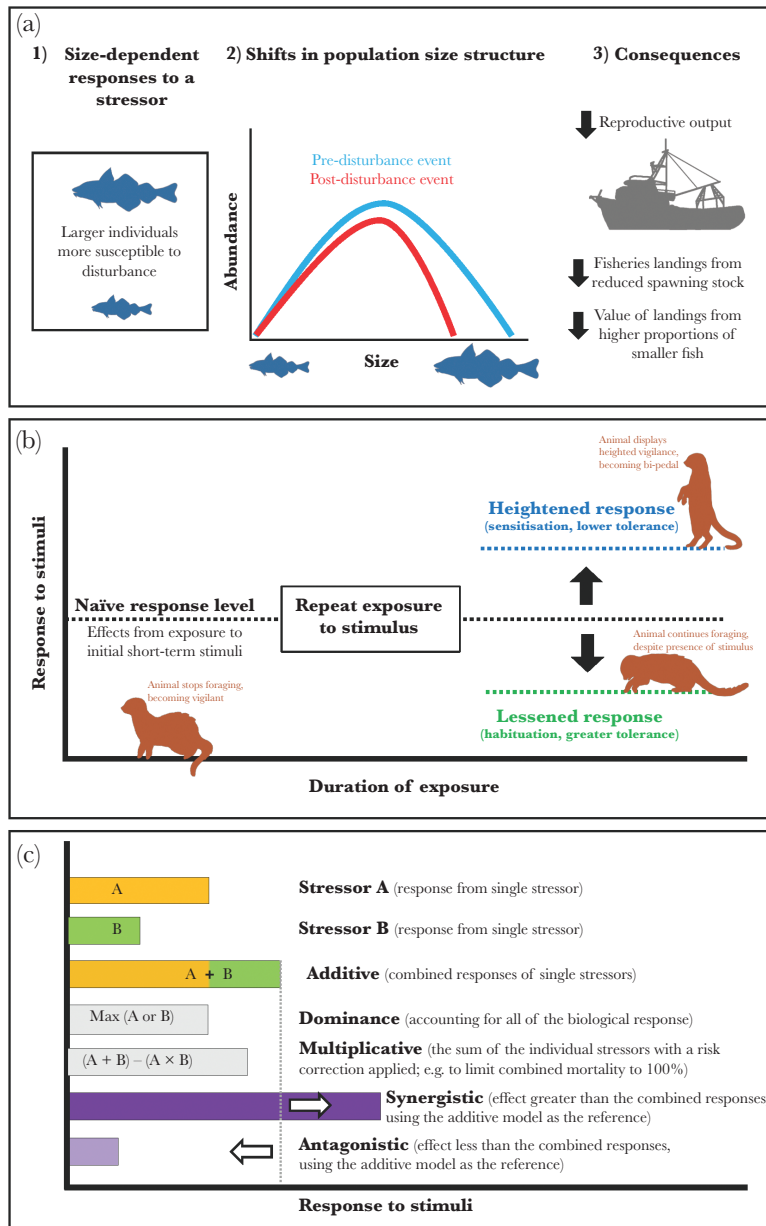 (a)
1) Size-dependent
responses to a
stressor
Larger individuals
more susceptible to
disturbance
2) Shifts in population size structure
Pre-disturbance event
Post-disturbance event
Abundance
Size
3) Consequences
Reproductive output
Fisheries landings from
reduced spawning stock
Value of landings from
higher proportions of
smaller fish
(b)
Response to stimuli
Naïve response level
Effects from exposure to
initial short-term stimuli
Animal stops foraging,
becoming vigilant
Repeat exposure
to stimulus
Animal displays
heighted vigilance,
becoming bi-pedal
Heightened response
(sensitisation, lower tolerance)
Animal continues foraging,
despite presence of stimulus
Lessened response
(habituation, greater tolerance)
Duration of exposure
(c)
A
Stressor A (response from single stressor)
B
Stressor B (response from single stressor)
A + B
Additive (combined responses of single stressors)
Max (A or B)
Dominance (accounting for all of the biological response)
(A + B) – (A × B)
Multiplicative (the sum of the individual stressors with a risk
correction applied; e.g. to limit combined mortality to 100%)
Synergistic (effect greater than the combined responses,
using the additive model as the reference)
Antagonistic (effect less than the combined responses,
using the additive model as the reference)
Response to stimuli